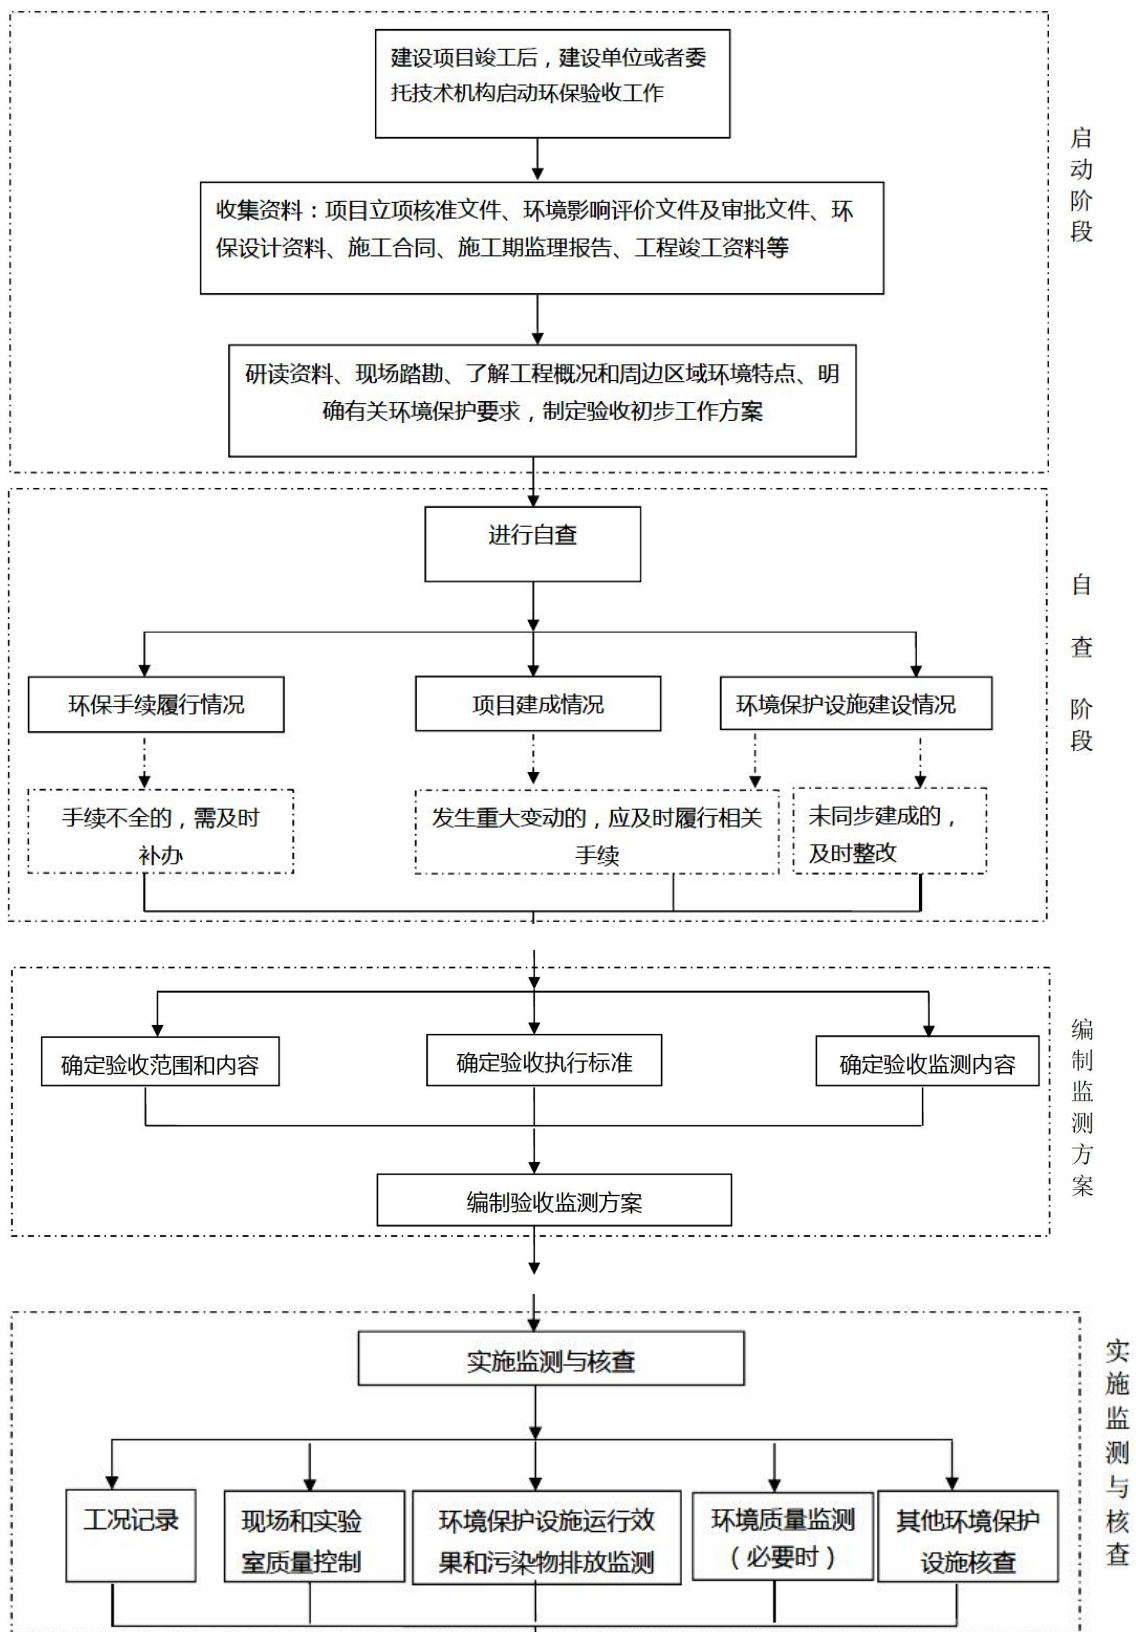 建设项目竣工后，建设单位或者委
托技术机构启动环保验收工作
收集资料：项目立项核准文件、环境影响评价文件及审批文件、环
保设计资料、施工合同、施工期监理报告、工程竣工资料等
研读资料、现场踏勘、了解工程概况和周边区域环境特点、明
确有关环境保护要求，制定验收初步工作方案
启动阶段
进行自查
环保手续履行情况
项目建成情况
环境保护设施建设情况
手续不全的，需及时
补办
发生重大变动的，应及时履行相关
手续
未同步建成的，
及时整改
自查阶段
确定验收范围和内容
确定验收执行标准
确定验收监测内容
编制验收监测方案
编制监测方案
实施监测与核查
工况记录
现场和实验
室质量控制
环境保护设施运行效
果和污染物排放监测
环境质量监测
（必要时）
其他环境保护
设施核查
实施监测与核查